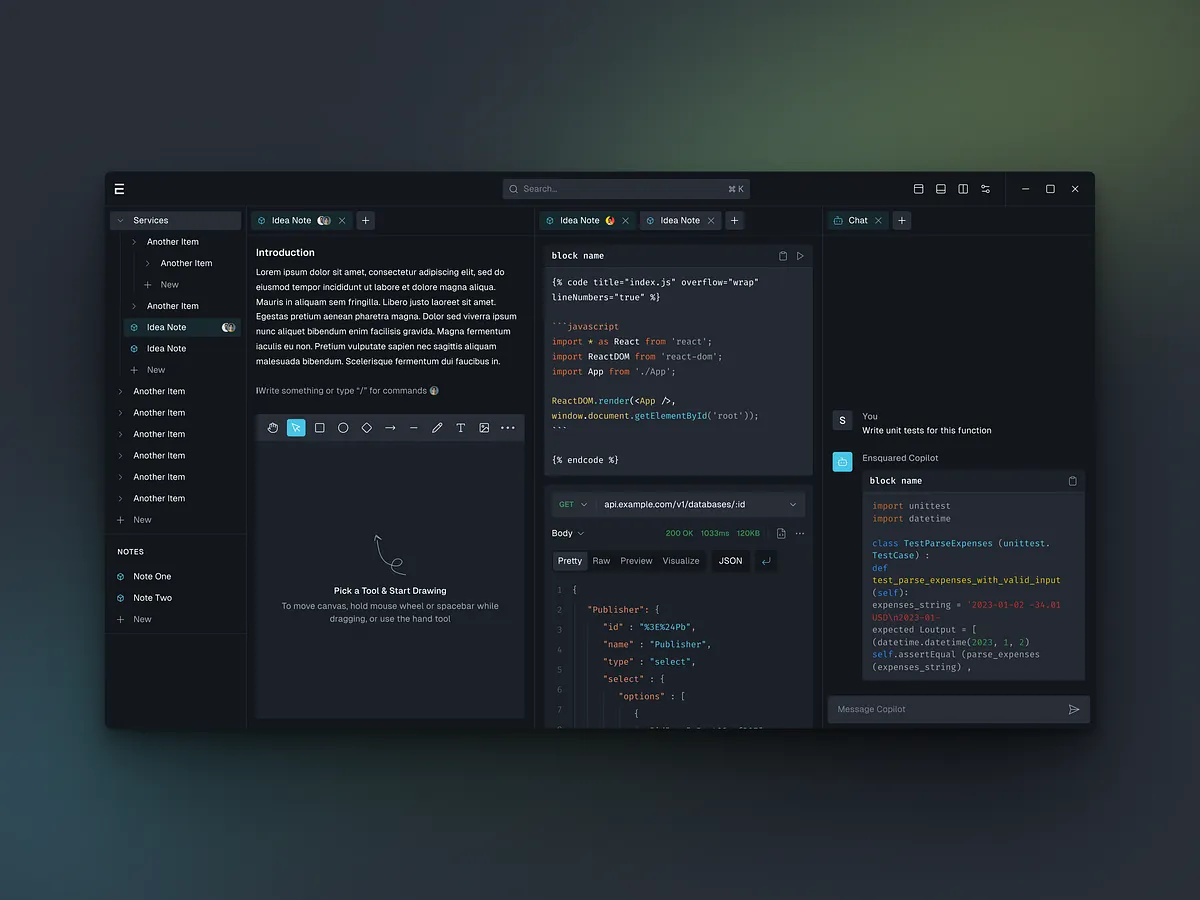 Search...
⌘ K
Services
Another Item
Another Item
New
Another Item
Idea Note
Idea Note
New
Another Item
Another Item
Another Item
Another Item
Another Item
Another Item
New
NOTES
Note One
Note Two
New
Idea Note
Introduction
Lorem ipsum dolor sit amet, consectetur adipiscing elit, sed do
eiusmod tempor incididunt ut labore et dolore magna aliqua.
Mauris in aliquam sem fringilla. Libero justo laoreet sit amet.
Egestas pretium aenean pharetra magna. Dolor sed viverra ipsum
nunc aliquet bibendum enim facilisis gravida. Magna fermentum
iaculis eu non. Pretium vulputate sapien nec sagittis aliquam
malesuada bibendum. Scelerisque fermentum dui faucibus in.
Write something or type "/" for commands
T
Pick a Tool & Start Drawing
To move canvas, hold mouse wheel or spacebar while
dragging, or use the hand tool
Idea Note
Idea Note
block name
{% code title="index.js" overflow="wrap"
lineNumbers="true" %}
```javascript
import * as React from 'react';
import ReactDOM from 'react-dom';
import App from './App';
ReactDOM.render(<App />,
window.document.getElementById('root'));
```
{% endcode %}
GET
api.example.com/v1/databases/:id
Body
200 OK 1033ms 120KB
Pretty Raw Preview Visualize JSON
1 {
2 "Publisher": {
3 "id" : "%3E%24Pb",
4 "name" : "Publisher",
"type" : "select",
5 "select" : {
6 "options" : [
7 {
Chat
S
You
Write unit tests for this function
Ensquared Copilot
block name
import unittest
import datetime
class TestParseExpenses (unittest.
TestCase) :
def
test_parse_expenses_with_valid_input
(self):
expenses_string = '2023-01-02 -34.01
USD\n2023-01-
expected Loutput = [
(datetime.datetime(2023, 1, 2)
self.assertEqual (parse_expenses
(expenses_string) ,
Message Copilot